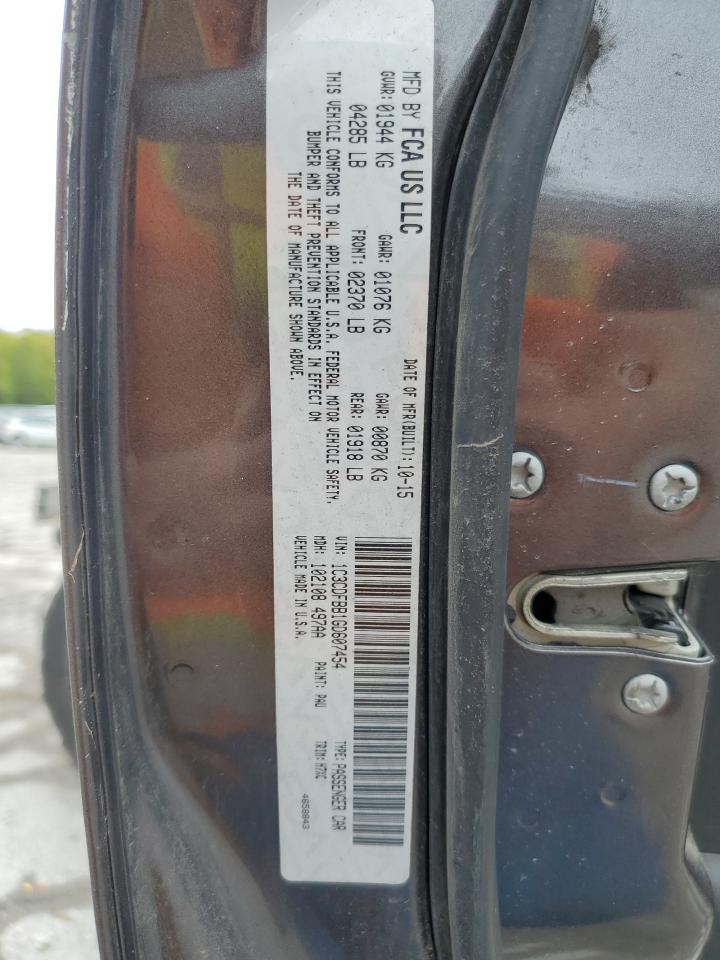 MFD BY FCA US LLC
DATE OF MFR(BUILT): 10-15
GVWR: 01944 KG GAWR: 01076 KG GAWR: 00870 KG
04285 LB FRONT: 02370 LB REAR: 01918 LB
THIS VEHICLE CONFORMS TO ALL APPLICABLE U.S.A. FEDERAL MOTOR VEHICLE SAFETY,
BUMPER AND THEFT PREVENTION STANDARDS IN EFFECT ON
THE DATE OF MANUFACTURE SHOWN ABOVE.
VIN: 1C3CDFBB1GD607454 TYPE: PASSENGER CAR
MDH: 102108 497AA PAINT: PAU TRIM: H7XC
VEHICLE MADE IN U.S.A. 4658843